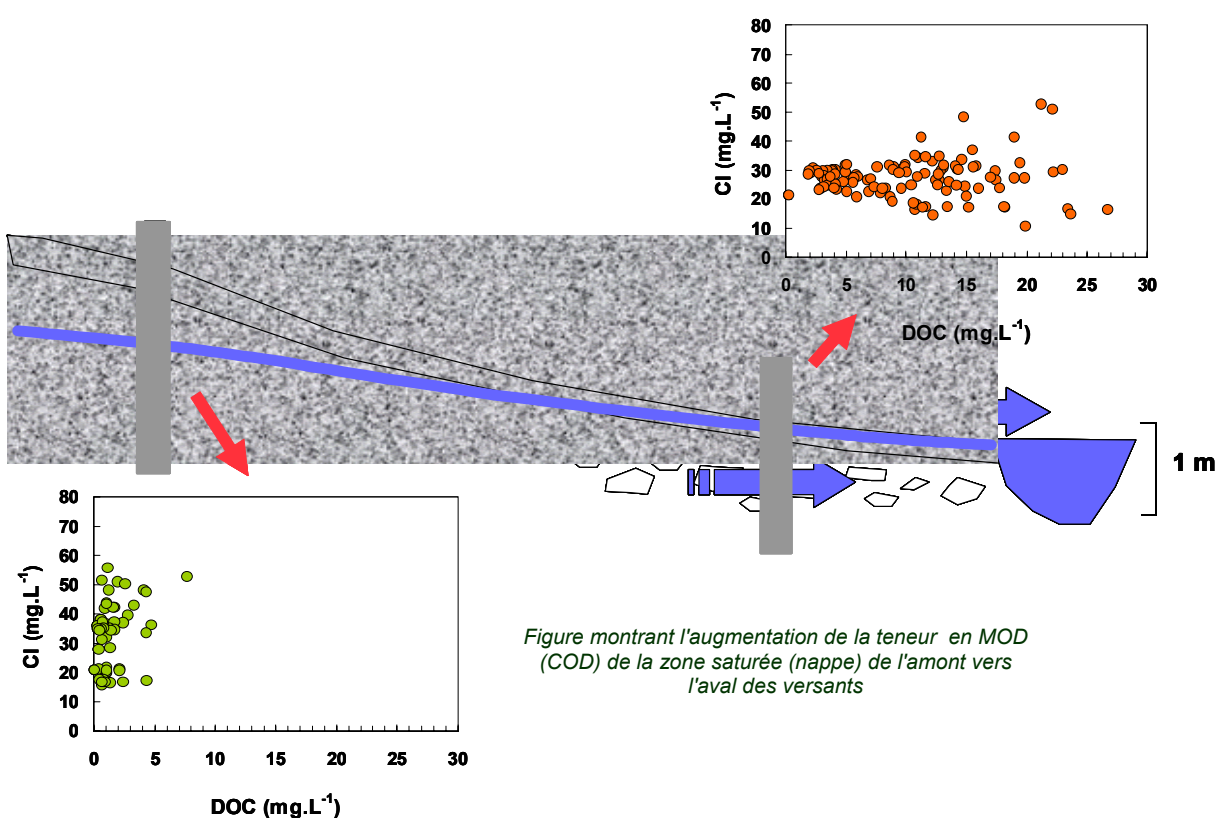 80
70
60
50
40
30
20
10
0
Cl (mg.L-1)
0 5 10 15 20 25 30
DOC (mg.L-1)
1 m
80
70
60
50
40
30
20
10
0
Cl (mg.L-1)
0 5 10 15 20 25 30
DOC (mg.L-1)
Figure montrant l'augmentation de la teneur en MOD
(COD) de la zone saturée (nappe) de l'amont vers
l'aval des versants